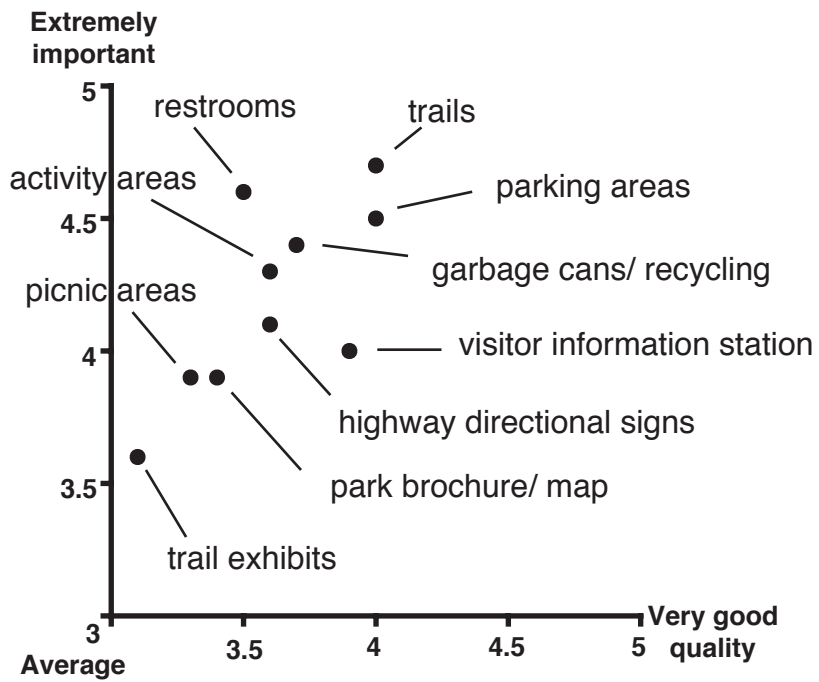 Extremely
important
5
restrooms
trails
activity areas
parking areas
4.5
garbage cans/ recycling
picnic areas
visitor information station
4
highway directional signs
park brochure/ map
3.5
trail exhibits
3
Average
3.5
4
4.5
5
Very good
quality